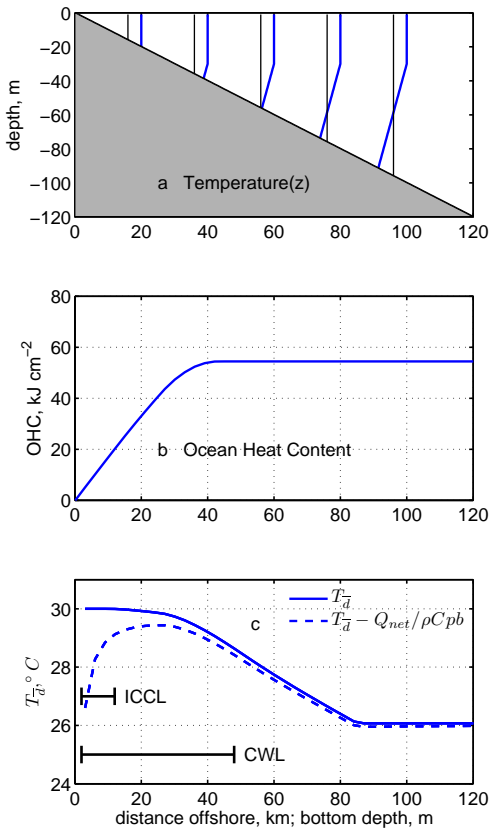 0
−20
−40
−60
−80
−100
−120
depth, m
a Temperature(z)
0 20 40 60 80 100 120
80
60
40
20
0
OHC, kJ cm⁻²
b Ocean Heat Content
0 20 40 60 80 100 120
30
28
26
24
T_d̅,° C
c
T_d̅
T_d̅ − Q_net/ρCpb
ICCL
CWL
0 20 40 60 80 100 120
distance offshore, km; bottom depth, m